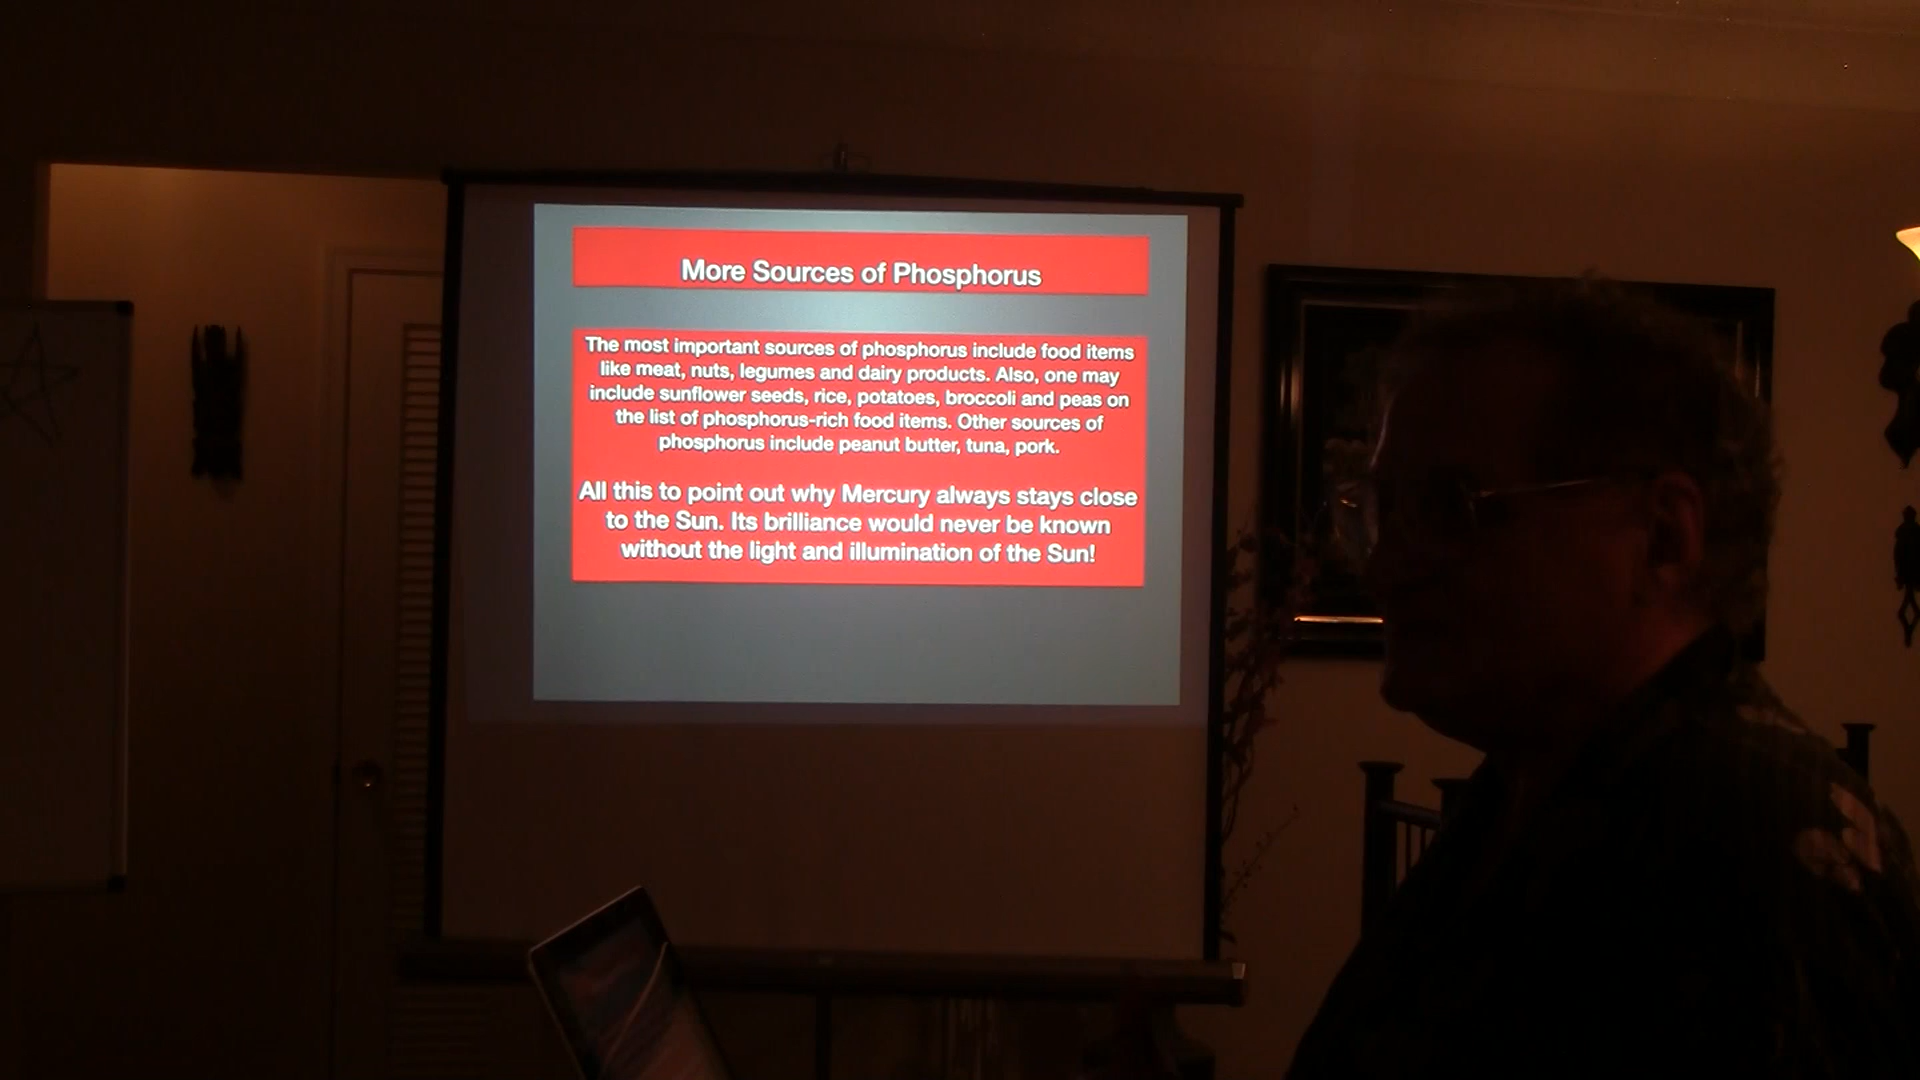 More Sources of Phosphorus
The most important sources of phosphorus include food items
like meat, nuts, legumes and dairy products. Also, one may
include sunflower seeds, rice, potatoes, broccoli and peas on
the list of phosphorus-rich food items. Other sources of
phosphorus include peanut butter, tuna, pork.
All this to point out why Mercury always stays close
to the Sun. Its brilliance would never be known
without the light and illumination of the Sun!